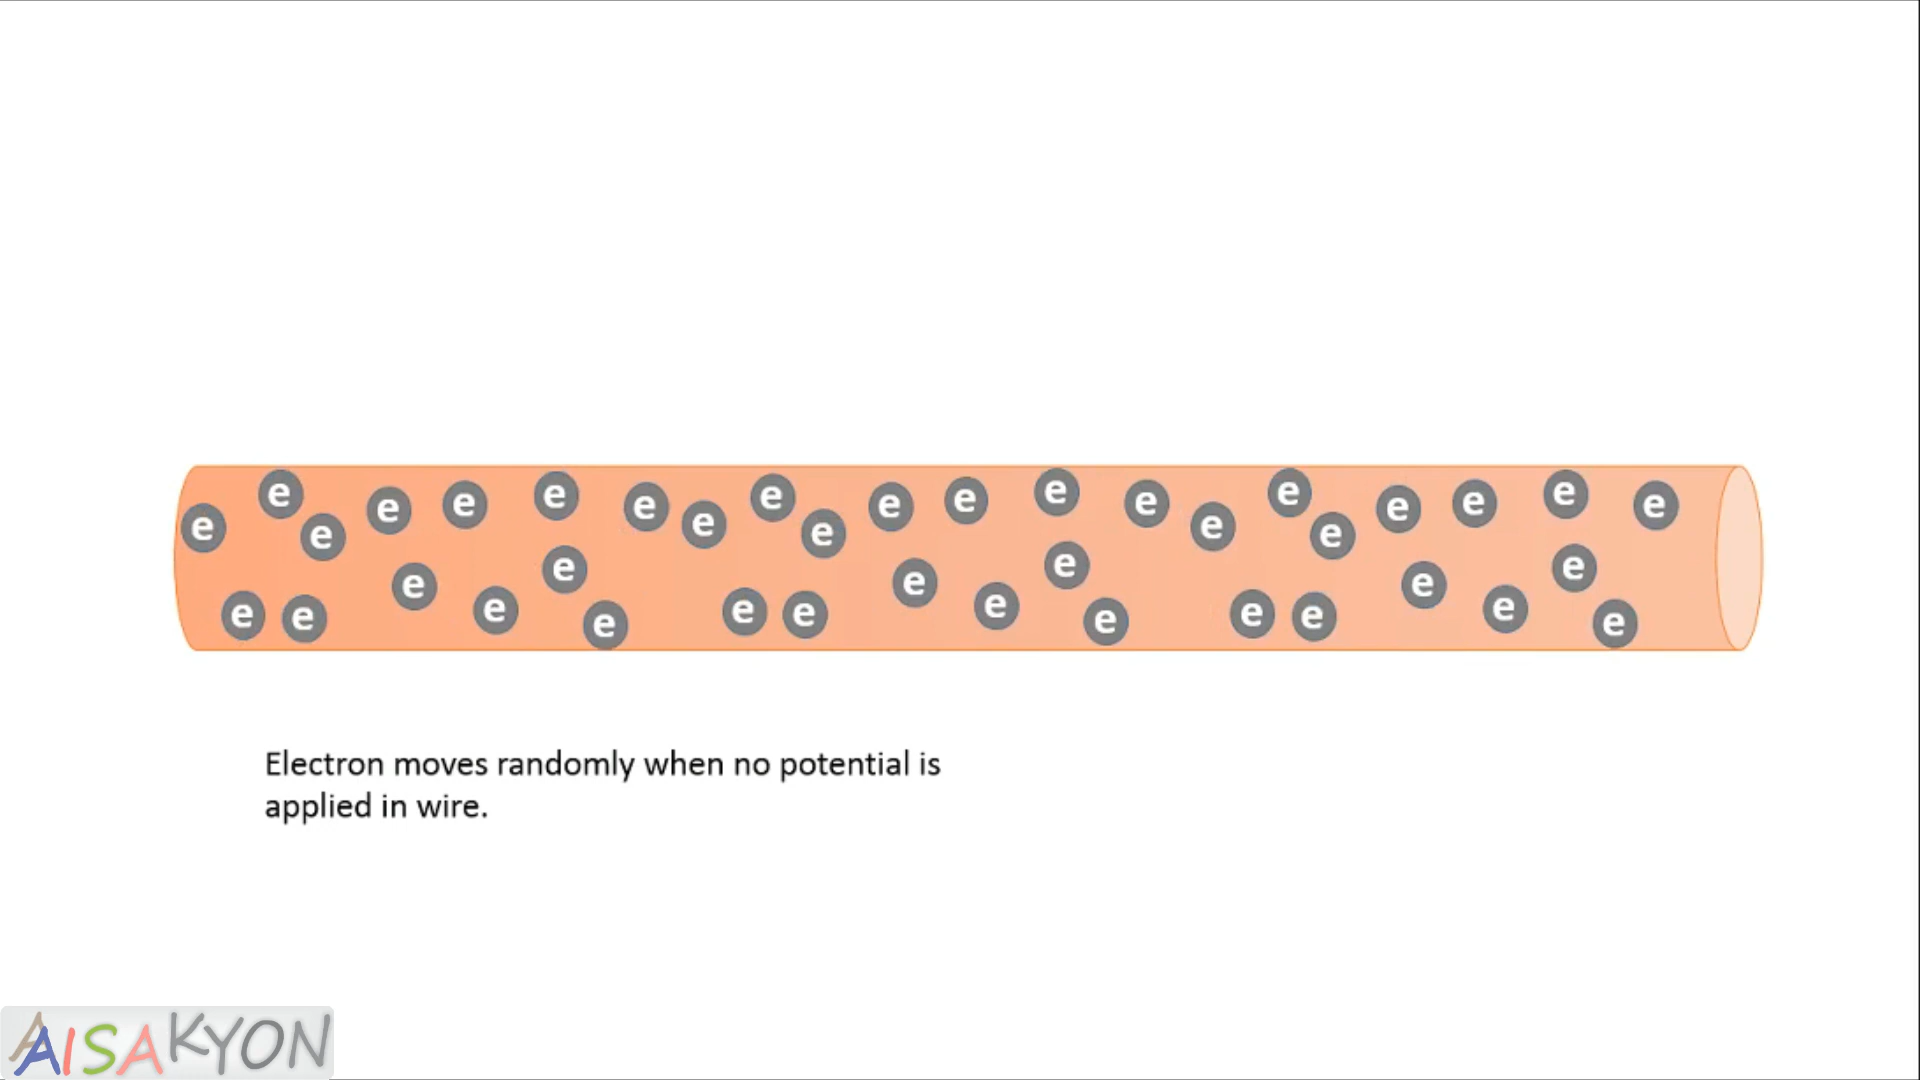 e e e e e e e e e e e e e e e e e e e e e
e e e e e e e e e e e e e e e e e e
Electron moves randomly when no potential is
applied in wire.
AISAKYON